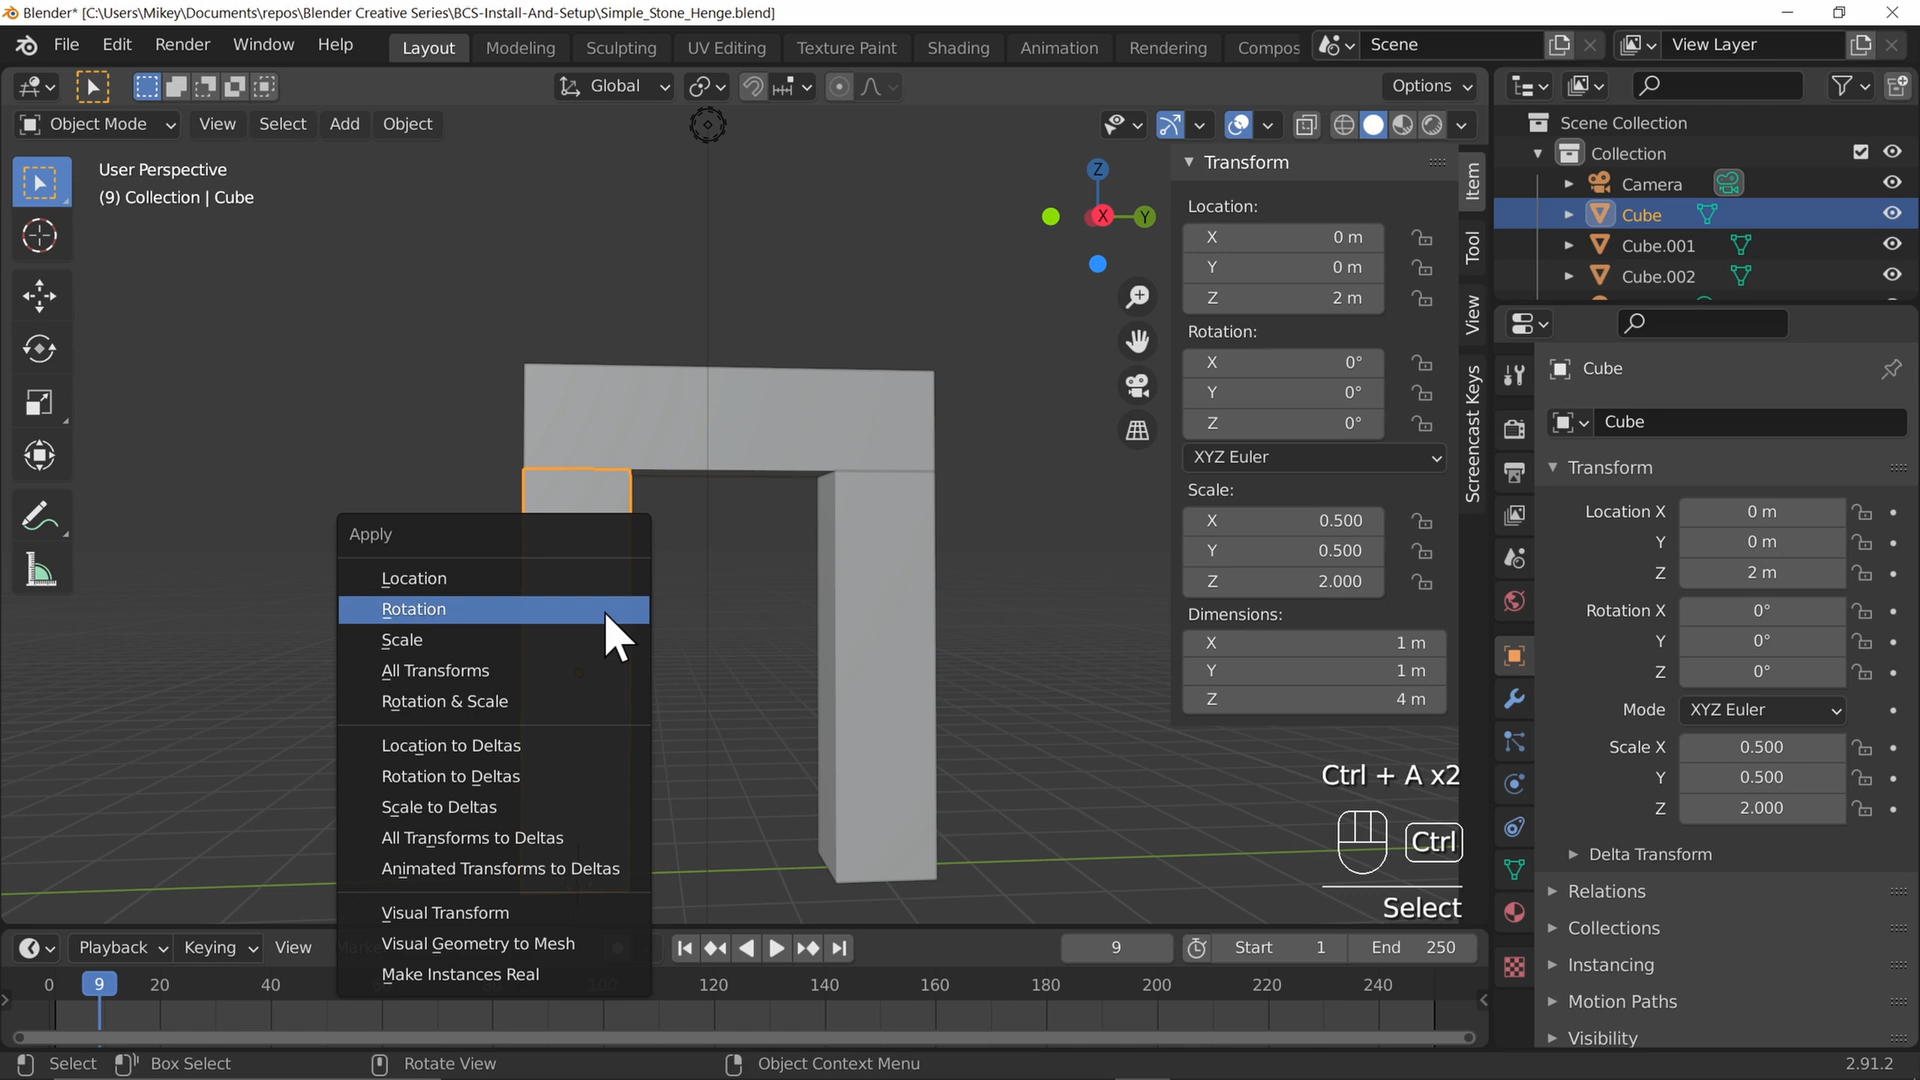 Blender* [C:\Users\Mikey\Documents\repos\Blender Creative Series\BCS-Install-And-Setup\Simple_Stone_Henge.blend]
File Edit Render Window Help
Layout Modeling Sculpting UV Editing Texture Paint Shading Animation Rendering Compos
Scene
View Layer
Global
Options
Object Mode View Select Add Object
User Perspective
(9) Collection | Cube
Z
X
Y
Transform
Location:
X 0 m
Y 0 m
Z 2 m
Rotation:
X 0°
Y 0°
Z 0°
XYZ Euler
Scale:
X 0.500
Y 0.500
Z 2.000
Dimensions:
X 1 m
Y 1 m
Z 4 m
Item
Tool
View
Screencast Keys
Scene Collection
Collection
Camera
Cube
Cube.001
Cube.002
Cube
Cube
Transform
Location X 0 m
Y 0 m
Z 2 m
Rotation X 0°
Y 0°
Z 0°
Mode XYZ Euler
Scale X 0.500
Y 0.500
Z 2.000
Delta Transform
Relations
Collections
Instancing
Motion Paths
Visibility
Apply
Location
Rotation
Scale
All Transforms
Rotation & Scale
Location to Deltas
Rotation to Deltas
Scale to Deltas
All Transforms to Deltas
Animated Transforms to Deltas
Visual Transform
Visual Geometry to Mesh
Make Instances Real
Ctrl + A x2
Ctrl
Select
Playback Keying View
9 Start 1 End 250
0 9 20 40 100 120 140 160 180 200 220 240
Select Box Select Rotate View Object Context Menu 2.91.2